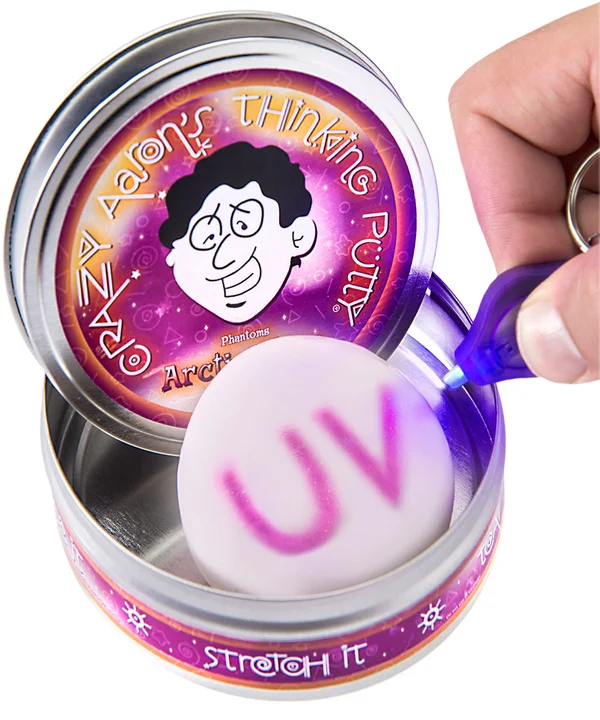 CRAZY AARON'S THINKING PUTTY®
Phantoms
UV
STRETCH IT